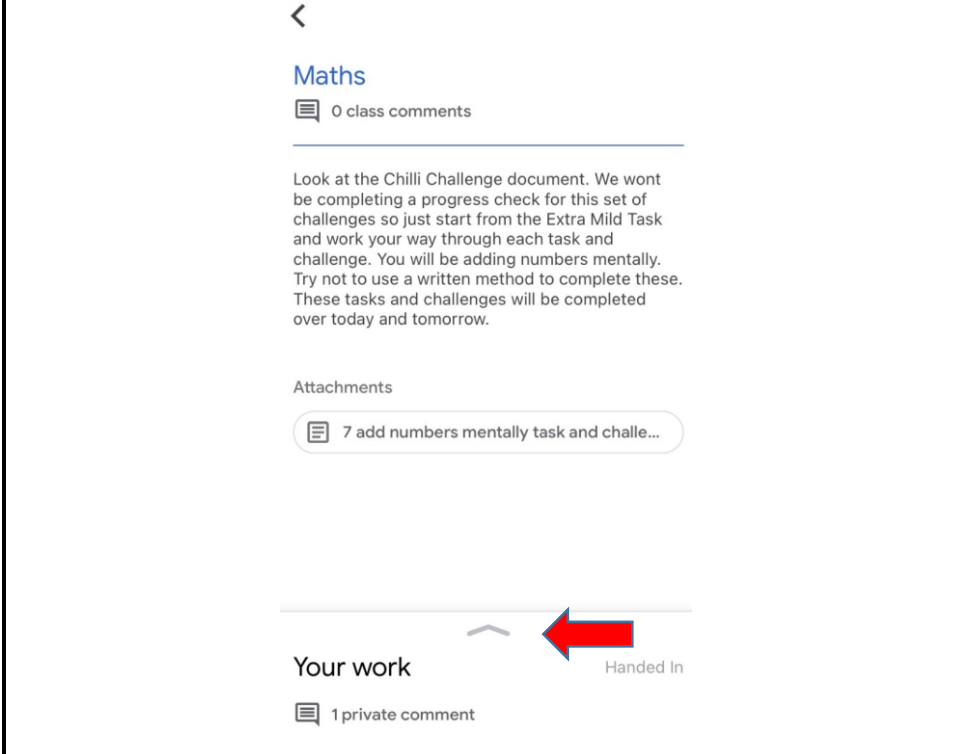 Maths
0 class comments
Look at the Chilli Challenge document. We wont
be completing a progress check for this set of
challenges so just start from the Extra Mild Task
and work your way through each task and
challenge. You will be adding numbers mentally.
Try not to use a written method to complete these.
These tasks and challenges will be completed
over today and tomorrow.
Attachments
7 add numbers mentally task and challe...
Your work
Handed In
1 private comment